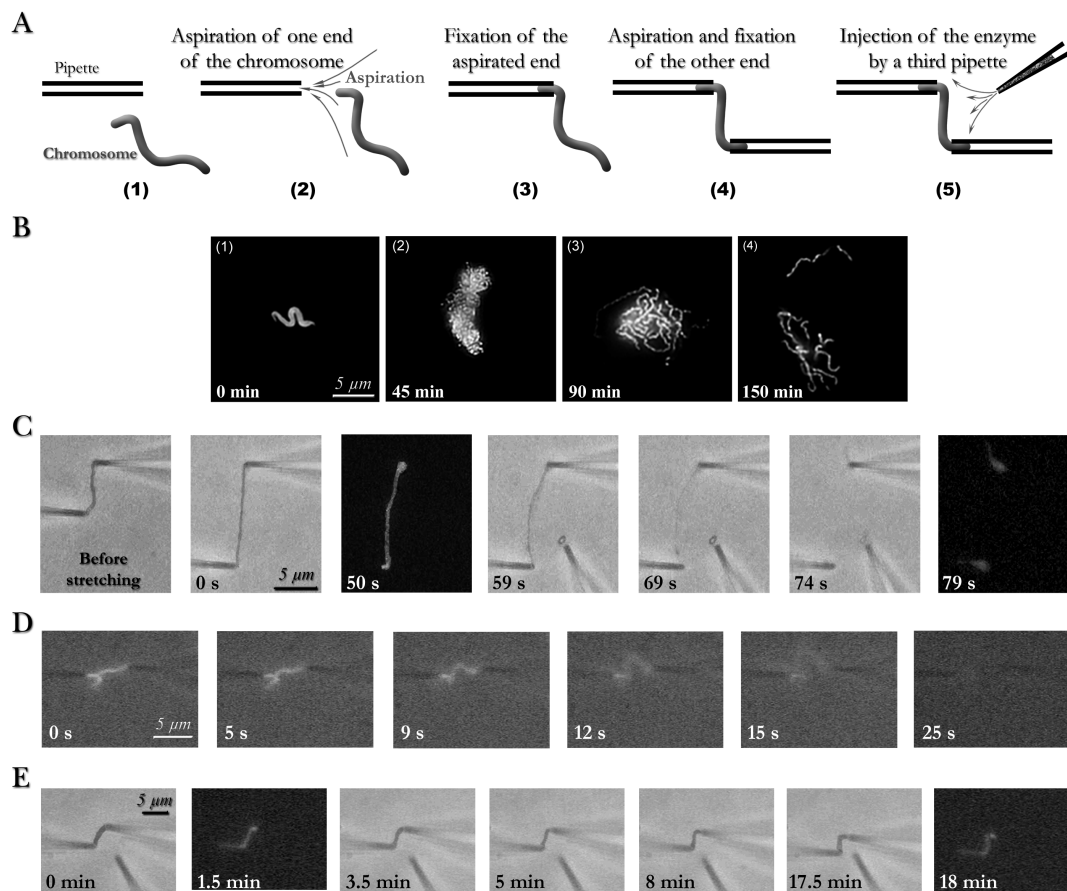 A
Pipette
Chromosome
(1)
Aspiration of one end
of the chromosome
Aspiration
(2)
Fixation of the
aspirated end
(3)
Aspiration and fixation
of the other end
(4)
Injection of the enzyme
by a third pipette
(5)
B
(1)
0 min
5 µm
(2)
45 min
(3)
90 min
(4)
150 min
C
Before
stretching
0 s
5 µm
50 s
59 s
69 s
74 s
79 s
D
0 s
5 µm
5 s
9 s
12 s
15 s
25 s
E
5 µm
0 min
1.5 min
3.5 min
5 min
8 min
17.5 min
18 min